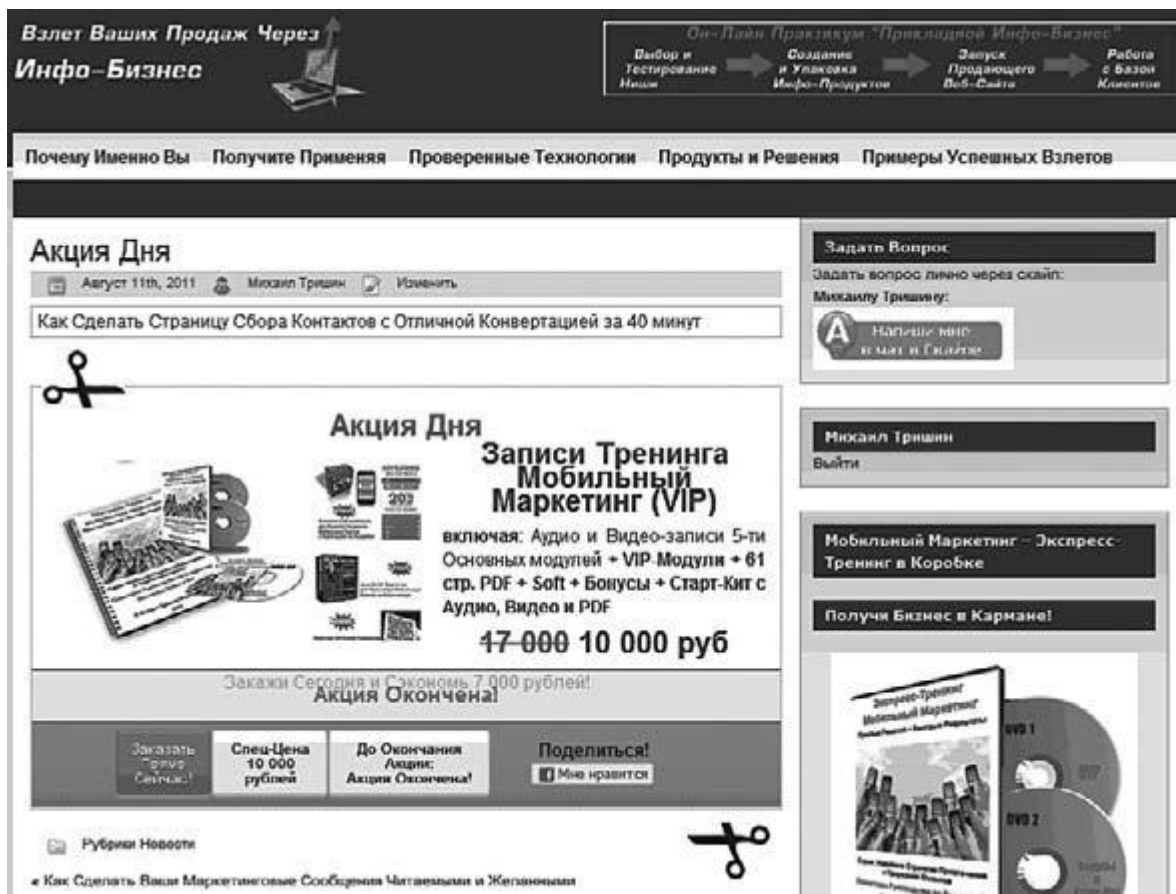 Взлет Ваших Продаж Через
Инфо-Бизнес
Он-Лайн Практикум "Прикладной Инфо-Бизнес"
Выбор и
Тестирование
Ниши
Создание
и Упаковка
Инфо-Продуктов
Запуск
Продающего
Веб-Сайта
Работа
с Базой
Клиентов
Почему Именно Вы Получите Применяя Проверенные Технологии Продукты и Решения Примеры Успешных Взлетов
Акция Дня
Август 11th, 2011 Михаил Тришин Изменить
Как Сделать Страницу Сбора Контактов с Отличной Конвертацией за 40 минут
Акция Дня
Записи Тренинга
Мобильный
Маркетинг (VIP)
включая: Аудио и Видео-записи 5-ти
Основных модулей + VIP-Модули + 61
стр. PDF + Soft + Бонусы + Старт-Кит с
Аудио, Видео и PDF
17 000 10 000 руб
Закажи Сегодня и Сэкономь 7 000 рублей!
Акция Окончена!
Заказать
Прямо
Сейчас!
Спец-Цена
10 000
рублей
До Окончания
Акции:
Акция Окончена!
Поделиться!
Мне нравится
Рубрики Новости
« Как Сделать Ваши Маркетинговые Сообщения Читаемыми и Желанными
Задать Вопрос
Задать вопрос лично через скайп:
Михаилу Тришину:
Напиши мне
в чат в Скайпе
Михаил Тришин
Выйти
Мобильный Маркетинг – Экспресс-
Тренинг в Коробке
Получи Бизнес в Кармане!
Экспресс-Тренинг
Мобильный Маркетинг
DVD 1
DVD 2